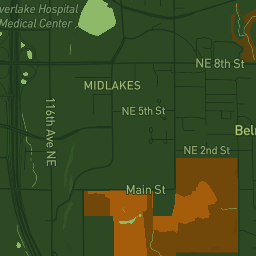 verlake Hospital
Medical Center
NE 8th St
MIDLAKES
116th Ave NE
NE 5th St
Bel
NE 2nd St
Main St